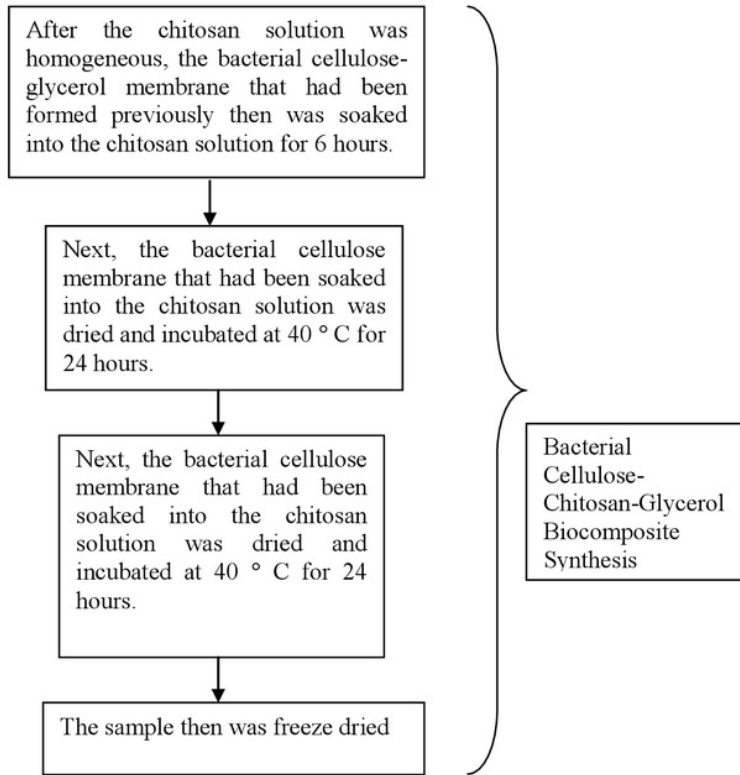 After the chitosan solution was
homogeneous, the bacterial cellulose-
glycerol membrane that had been
formed previously then was soaked
into the chitosan solution for 6 hours.
Next, the bacterial cellulose
membrane that had been soaked
into the chitosan solution was
dried and incubated at 40 ° C for
24 hours.
Next, the bacterial cellulose
membrane that had been
soaked into the chitosan
solution was dried and
incubated at 40 ° C for 24
hours.
The sample then was freeze dried
Bacterial
Cellulose-
Chitosan-Glycerol
Biocomposite
Synthesis